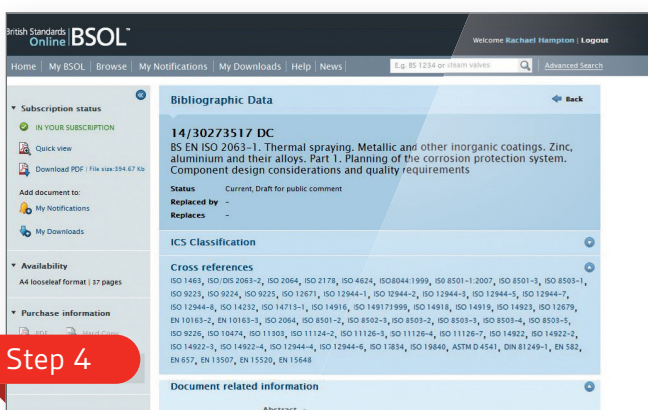 British Standards Online BSOL™
Welcome Rachael Hampton | Logout
Home | My BSOL | Browse | My Notifications | My Downloads | Help | News
E.g. BS 1234 or steam valves
Advanced Search
Subscription status
IN YOUR SUBSCRIPTION
Quick view
Download PDF | File size:394.67 Kb
Add document to:
My Notifications
My Downloads
Availability
A4 looseleaf format | 37 pages
Purchase information
PDF Hard Copy
Step 4
Bibliographic Data
Back
14/30273517 DC
BS EN ISO 2063-1. Thermal spraying. Metallic and other inorganic coatings. Zinc,
aluminium and their alloys. Part 1. Planning of the corrosion protection system.
Component design considerations and quality requirements
Status Current, Draft for public comment
Replaced by -
Replaces -
ICS Classification
Cross references
ISO 1463, ISO/DIS 2063-2, ISO 2064, ISO 2178, ISO 4624, ISO8044:1999, IS0 8501-1:2007, ISO 8501-3, ISO 8503-1,
ISO 9223, ISO 9224, ISO 9225, ISO 12671, ISO 12944-1, ISO 12944-2, ISO 12944-3, ISO 12944-5, ISO 12944-7,
ISO 12944-8, ISO 14232, ISO 14713-1, ISO 14916, ISO 149171999, ISO 14918, ISO 14919, ISO 14923, ISO 12679,
EN 10163-2, EN 10163-3, ISO 2064, ISO 8501-2, ISO 8502-3, ISO 8503-2, ISO 8503-3, ISO 8503-4, ISO 8503-5,
ISO 9226, ISO 10474, ISO 11303, ISO 11124-2, ISO 11126-3, ISO 11126-4, ISO 11126-7, ISO 14922, ISO 14922-2,
ISO 14922-3, ISO 14922-4, ISO 12944-4, ISO 12944-6, ISO 17834, ISO 19840, ASTM D 4541, DIN 81249-1, EN 582,
EN 657, EN 13507, EN 15520, EN 15648
Document related information
Abstract -